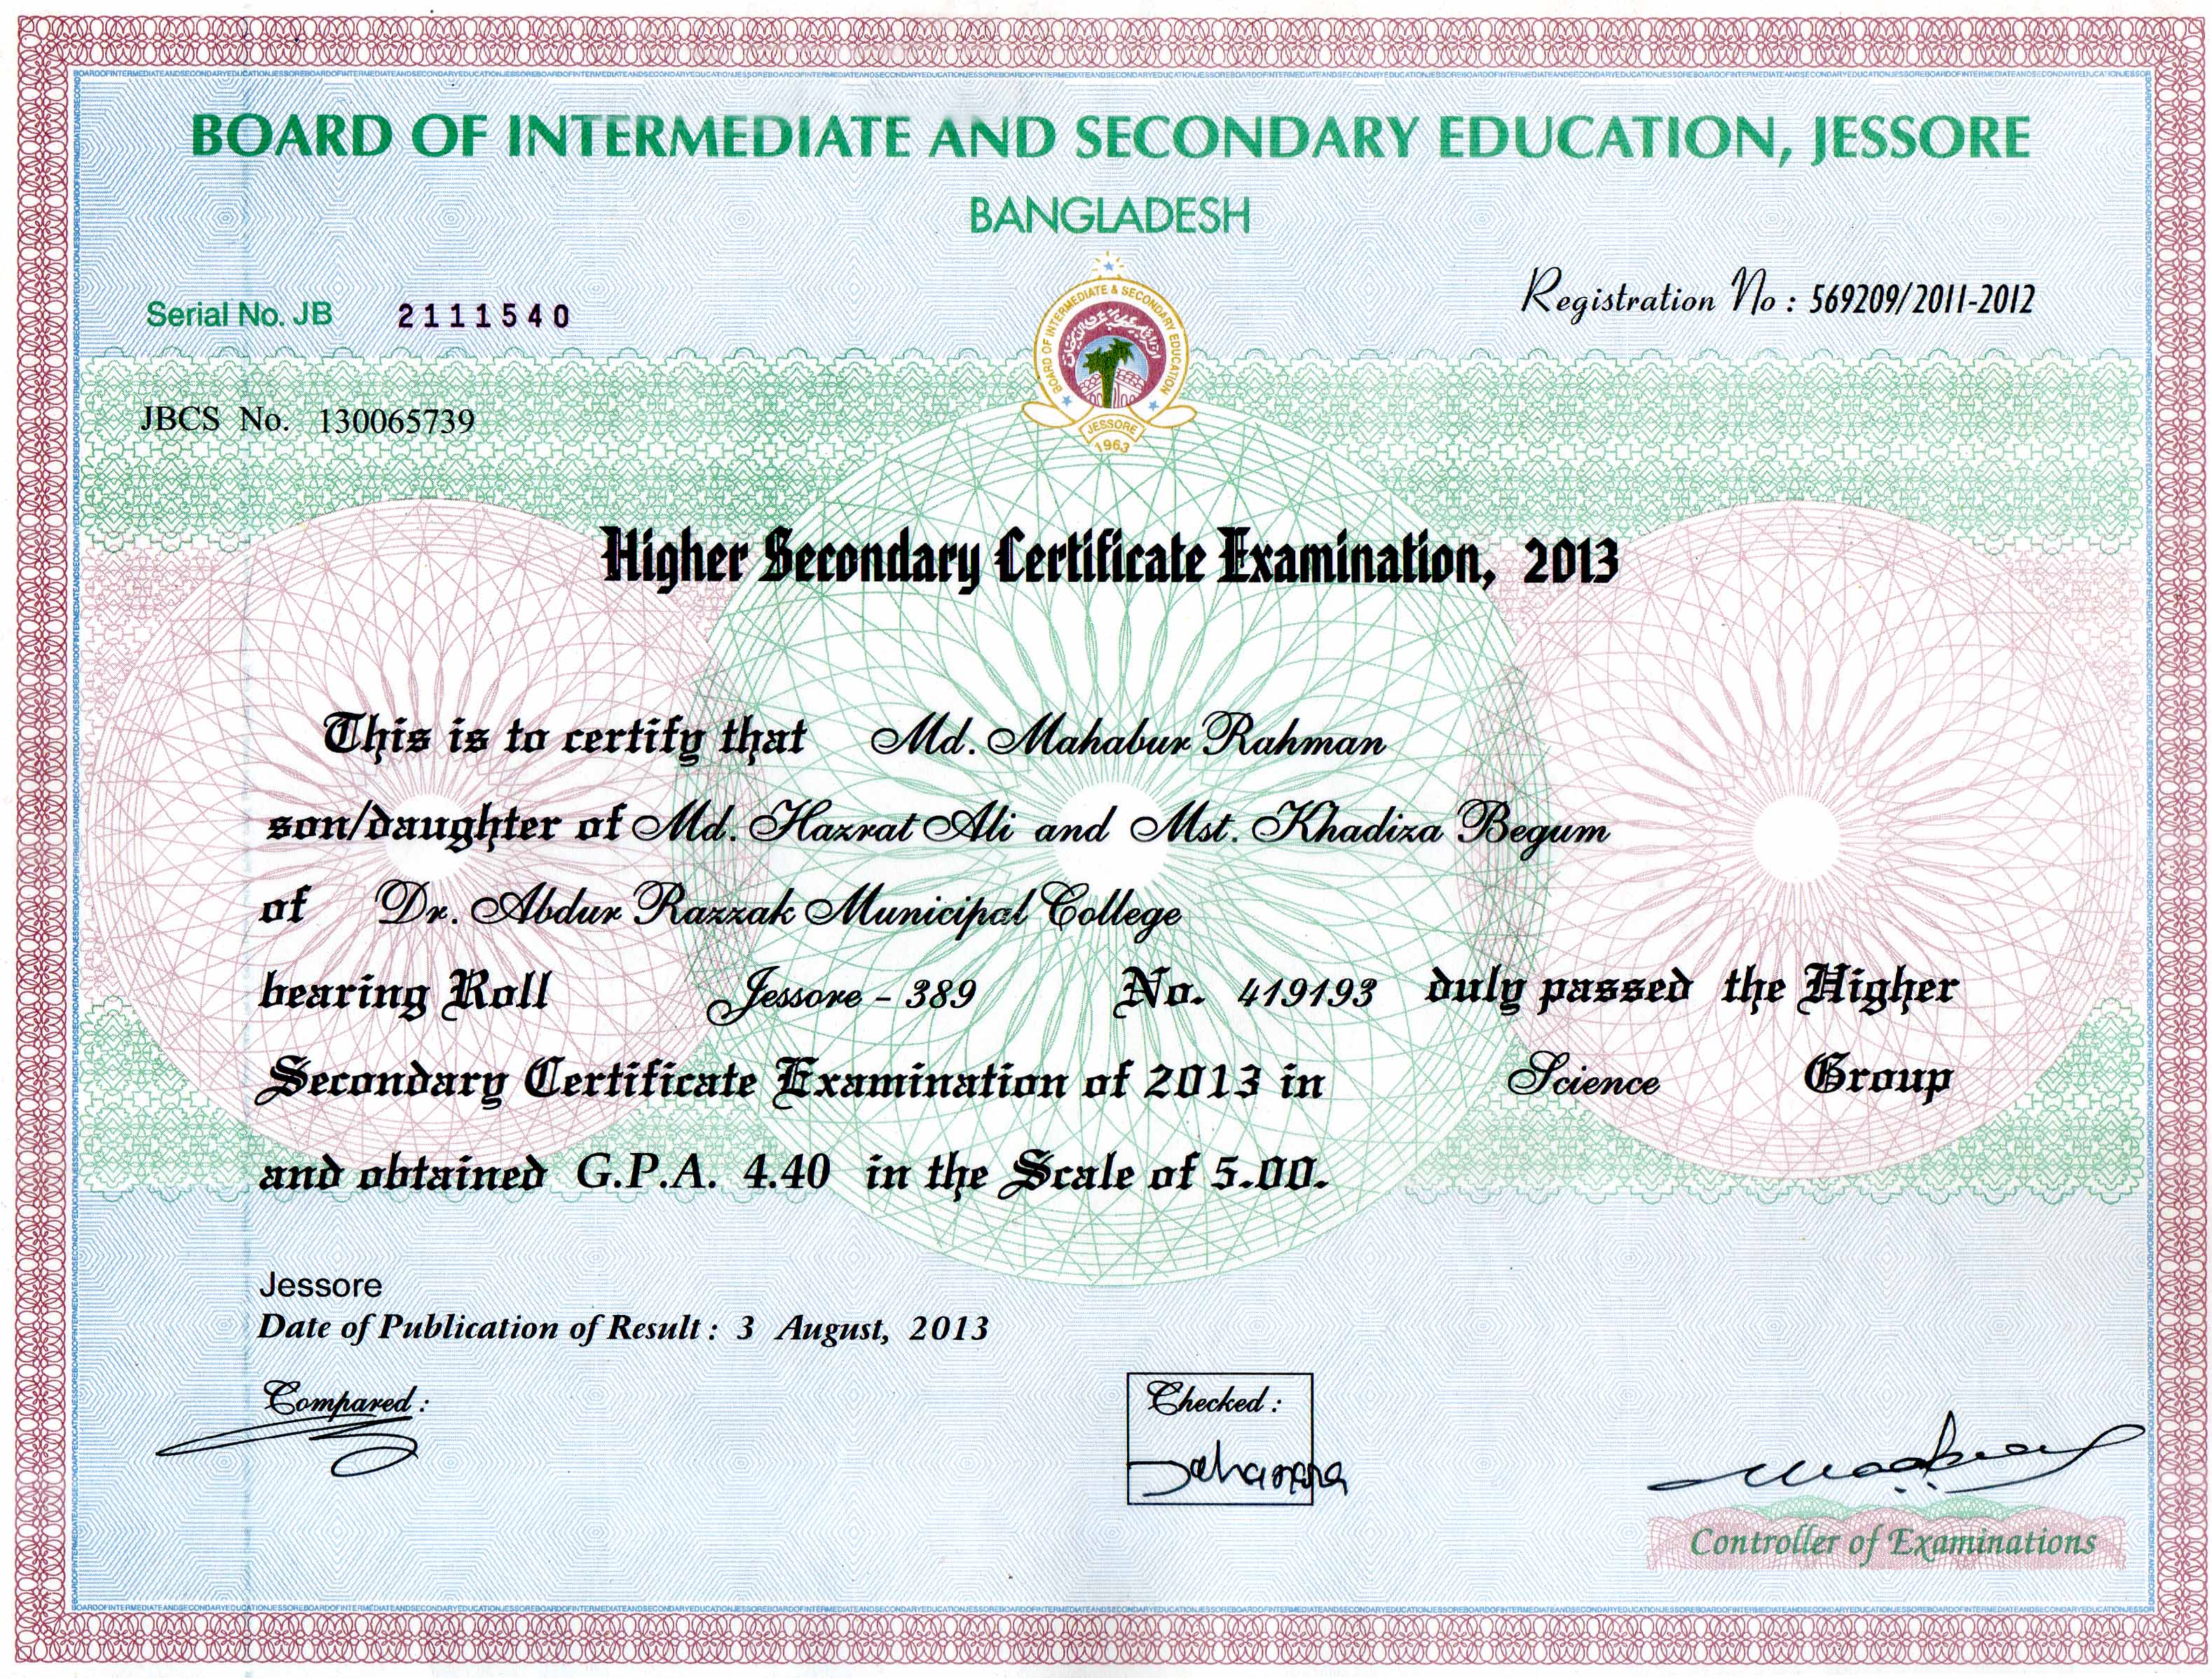 BOARD OF INTERMEDIATE AND SECONDARY EDUCATION, JESSORE
BANGLADESH
Serial No. JB 2111540
Registration No : 569209/2011-2012
BOARD OF INTERMEDIATE & SECONDARY EDUCATION
JESSORE
1963
JBCS No. 130065739
Higher Secondary Certificate Examination, 2013
This is to certify that Md. Mahabur Rahman
son/daughter of Md. Hazrat Ali and Mst. Khadiza Begum
of Dr. Abdur Razzak Municipal College
bearing Roll Jessore - 389 No. 419193 duly passed the Higher
Secondary Certificate Examination of 2013 in Science Group
and obtained G.P.A. 4.40 in the Scale of 5.00.
Jessore
Date of Publication of Result : 3 August, 2013
Compared :
Checked :
Controller of Examinations